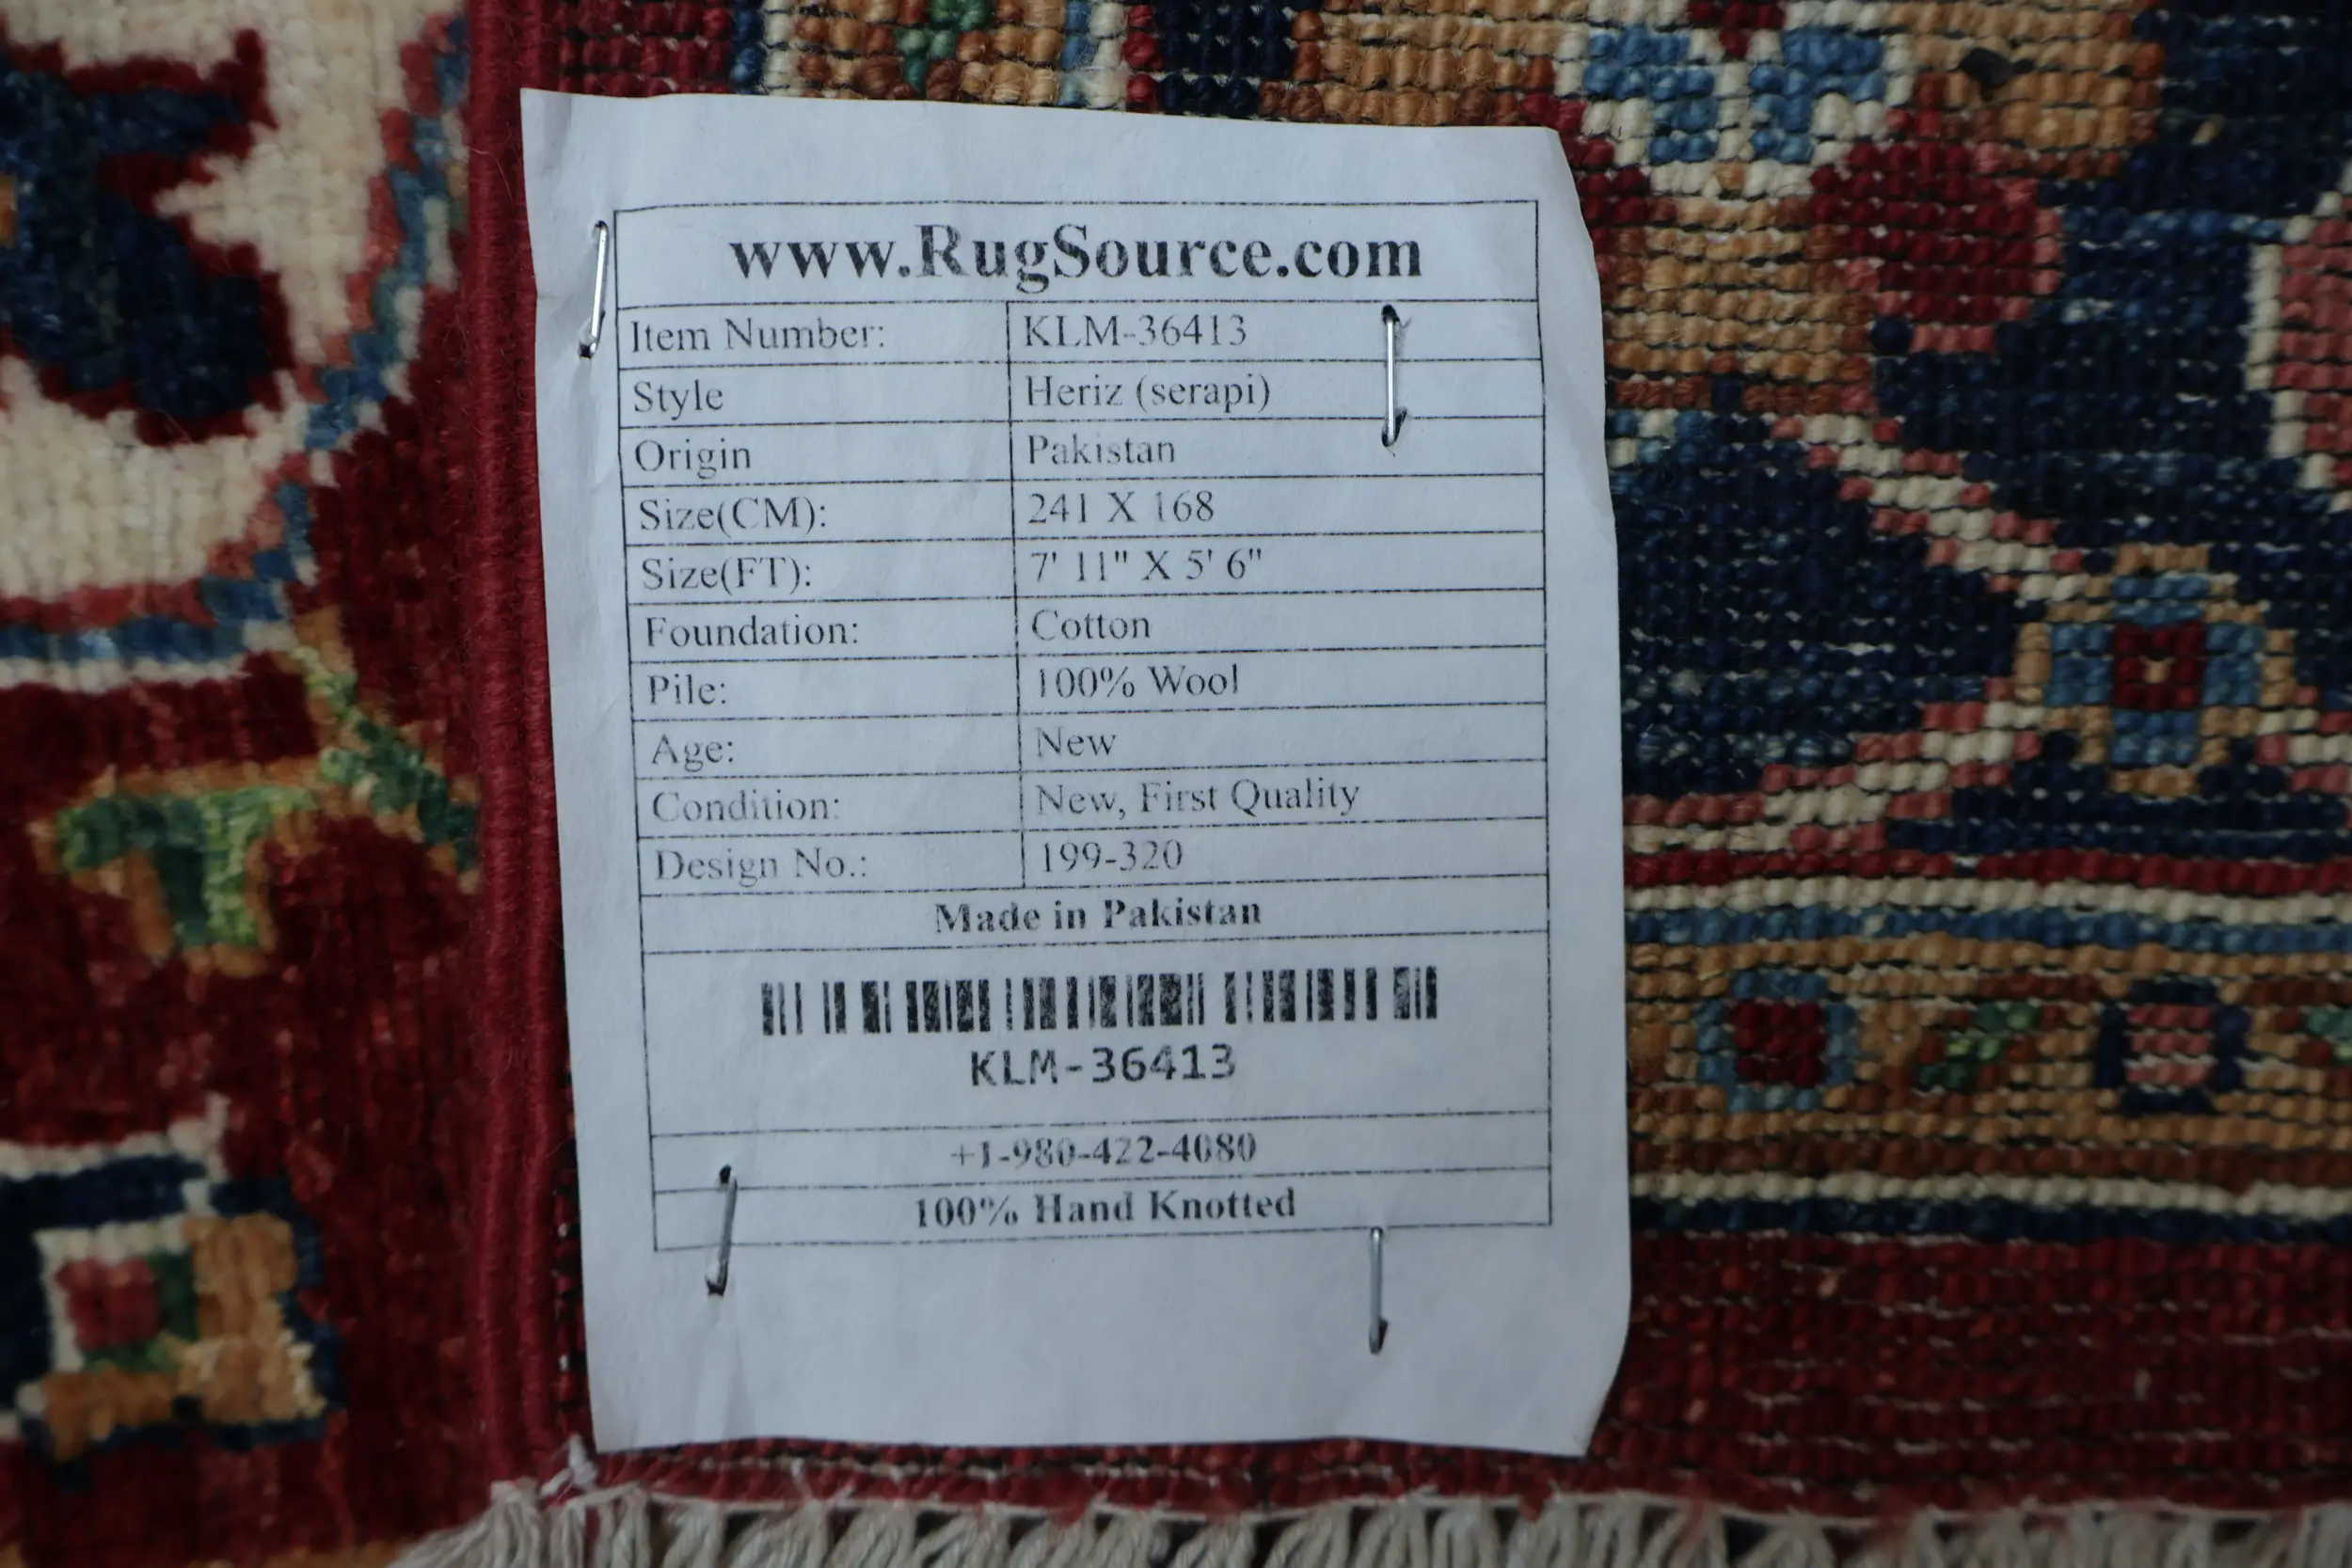 www.RugSource.com
Item Number: KLM-36413
Style Heriz (serapi)
Origin Pakistan
Size(CM): 241 X 168
Size(FT): 7' 11" X 5' 6"
Foundation: Cotton
Pile: 100% Wool
Age: New
Condition: New, First Quality
Design No.: 199-320
Made in Pakistan
KLM-36413
+1-980-422-4080
100% Hand Knotted